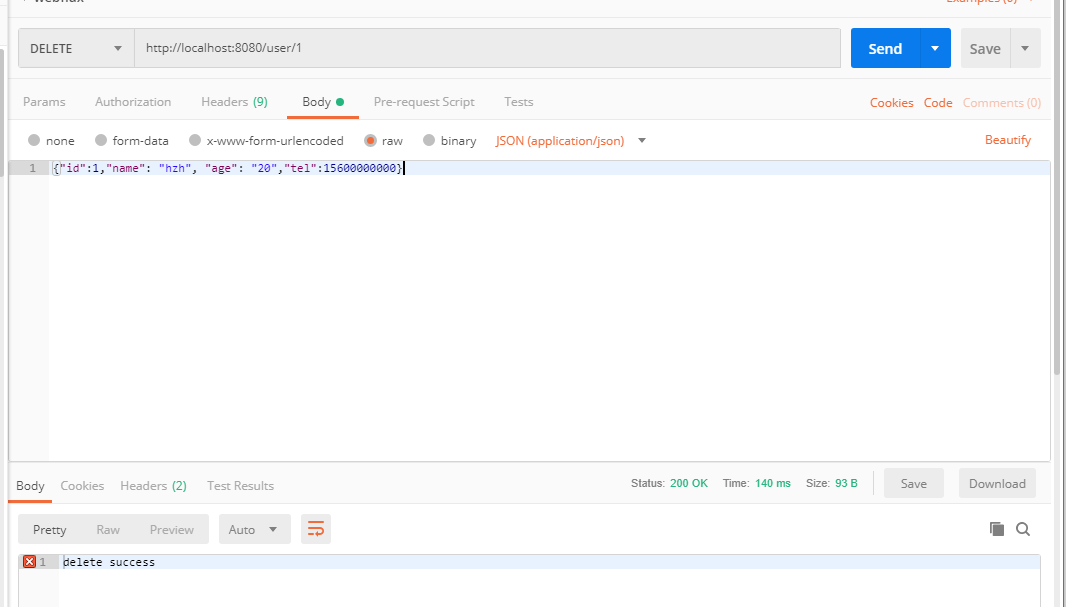 webflux
Examples (0)
DELETE http://localhost:8080/user/1 Send Save
Params Authorization Headers (9) Body Pre-request Script Tests Cookies Code Comments (0)
none form-data x-www-form-urlencoded raw binary JSON (application/json) Beautify
1 {"id":1,"name": "hzh", "age": "20","tel":15600000000}
Body Cookies Headers (2) Test Results Status: 200 OK Time: 140 ms Size: 93 B Save Download
Pretty Raw Preview Auto
1 delete success